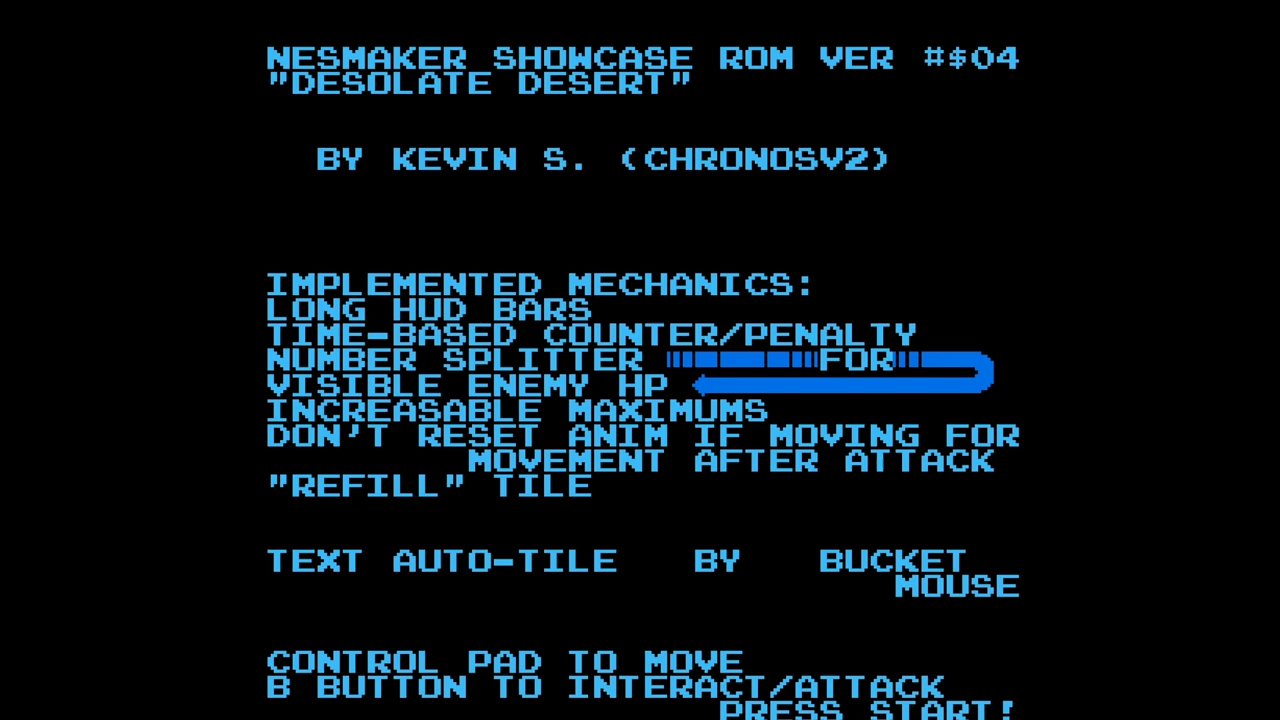 NESMAKER SHOWCASE ROM VER #$04
"DESOLATE DESERT"
BY KEVIN S. (CHRONOSV2)
IMPLEMENTED MECHANICS:
LONG HUD BARS
TIME-BASED COUNTER/PENALTY
NUMBER SPLITTER FOR
VISIBLE ENEMY HP
INCREASABLE MAXIMUMS
DON'T RESET ANIM IF MOVING FOR
MOVEMENT AFTER ATTACK
"REFILL" TILE
TEXT AUTO-TILE BY BUCKET
MOUSE
CONTROL PAD TO MOVE
B BUTTON TO INTERACT/ATTACK
PRESS START!